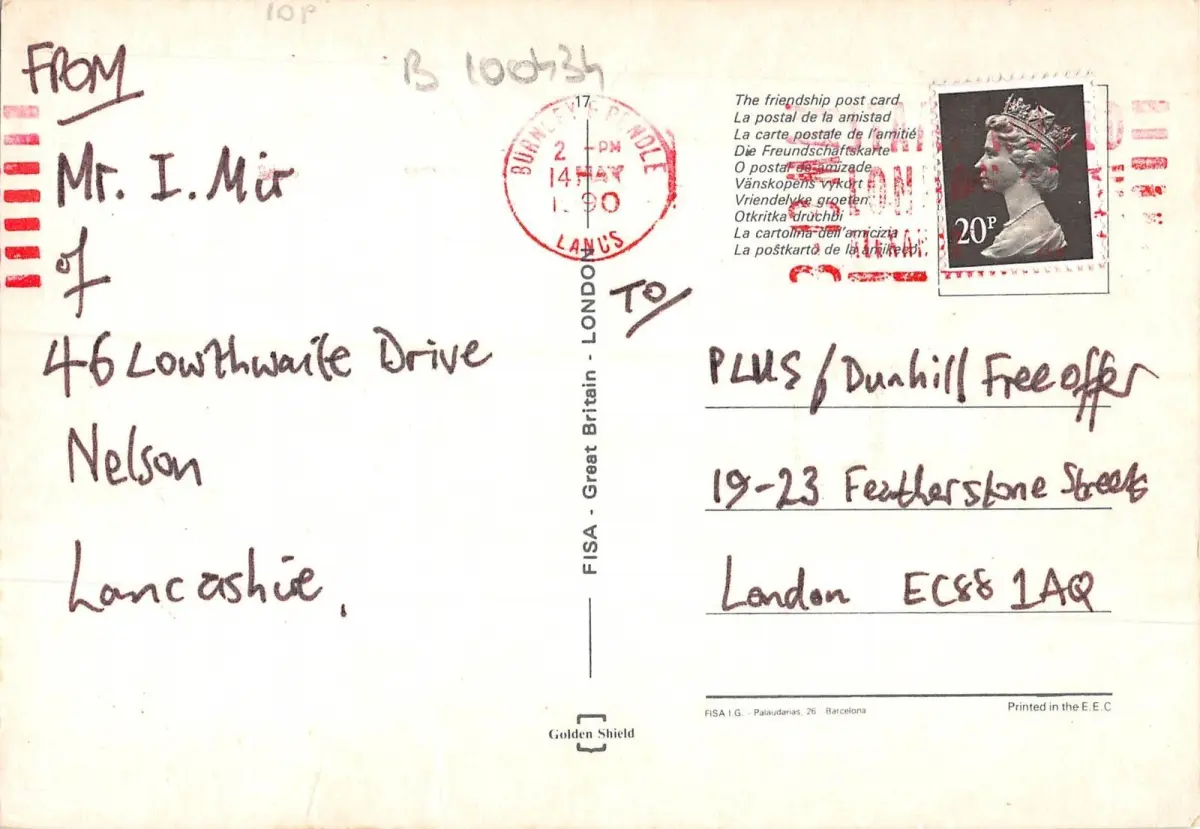 10P
B 100434
FROM
Mr. I. Mir
of
46 Lowthwaite Drive
Nelson
Lancashire,
17
BURNLEY & PENDLE
2 -PM
14 MAY
1990
LANCS
FISA - Great Britain - LONDON
Golden Shield
The friendship post card
La postal de la amistad
La carte postale de l'amitié
Die Freundschaftskarte
O postal da amizade
Vänskopens vykort
Vriendelyke groeten
Otkritka druchbi
La cartolina dell'amicizia
La poŝtkarto de la amikeco
20P
TO
PLUS/Dunhill Free offer
19-23 Featherstone Streets
London EC88 1AQ
FISA I.G. - Palaudarias, 26 Barcelona
Printed in the E.E.C